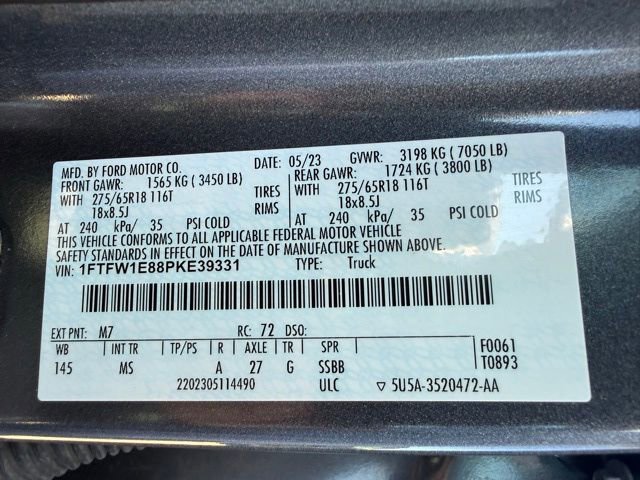 MFD. BY FORD MOTOR CO. DATE: 05/23 GVWR: 3198 KG (7050 LB)
FRONT GAWR: 1565 KG (3450 LB) REAR GAWR: 1724 KG (3800 LB)
WITH 275/65R18 116T TIRES WITH 275/65R18 116T TIRES
18x8.5J RIMS 18x8.5J RIMS
AT 240 kPa/ 35 PSI COLD AT 240 kPa/ 35 PSI COLD
THIS VEHICLE CONFORMS TO ALL APPLICABLE FEDERAL MOTOR VEHICLE
SAFETY STANDARDS IN EFFECT ON THE DATE OF MANUFACTURE SHOWN ABOVE.
VIN: 1FTFW1E88PKE39331 TYPE: Truck
EXT PNT: M7 RC: 72 DSO:
WB INT TR TP/PS R AXLE TR SPR F0061
145 MS A 27 G SSBB T0893
2202305114490 ULC ▽ 5U5A-3520472-AA